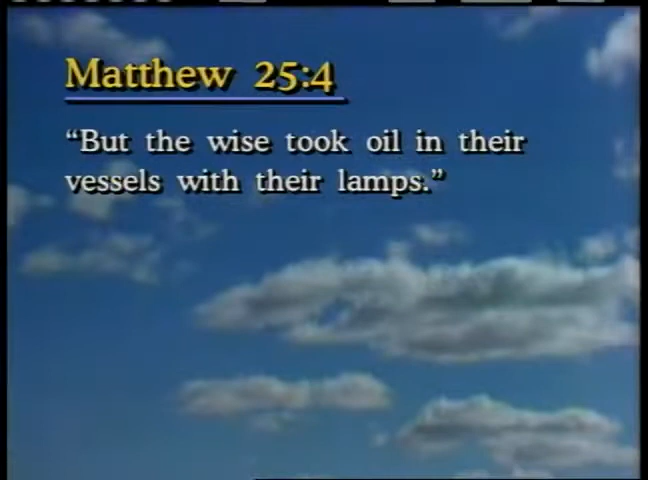 Matthew 25:4
“But the wise took oil in their
vessels with their lamps.”